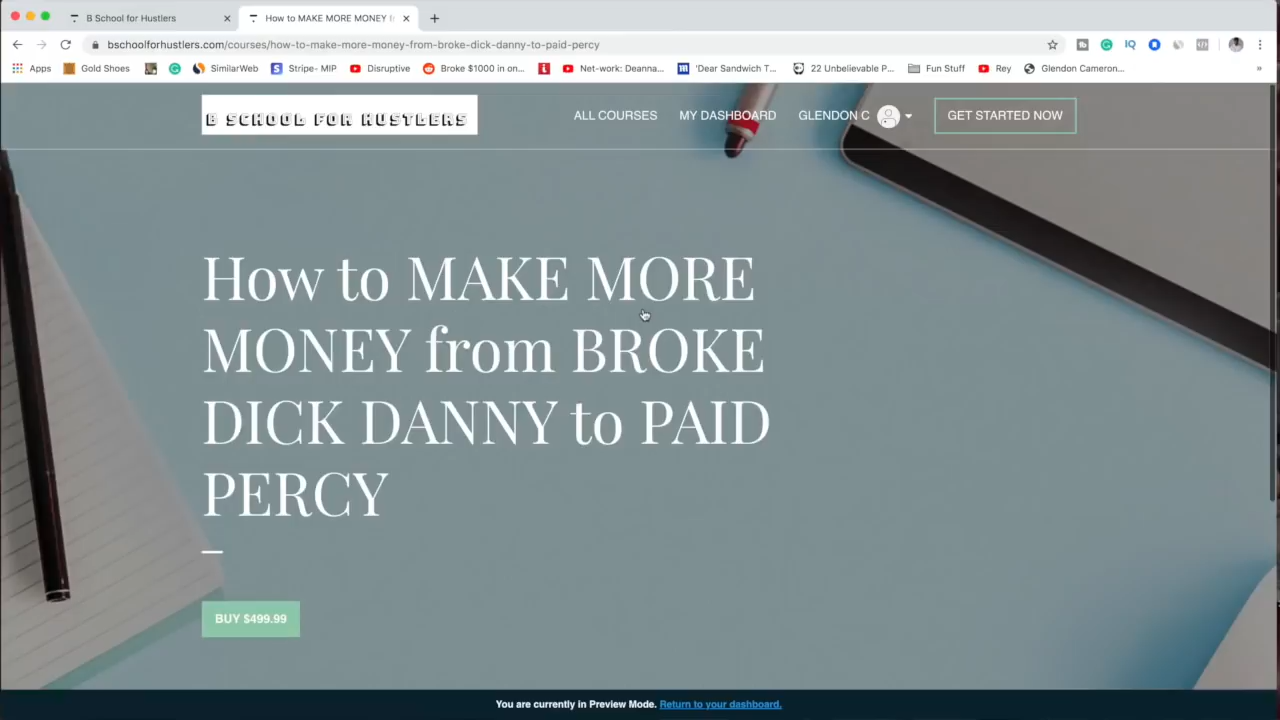 B School for Hustlers
How to MAKE MORE MONEY f
bschoolforhustlers.com/courses/how-to-make-more-money-from-broke-dick-danny-to-paid-percy
Apps
Gold Shoes
SimilarWeb
Stripe- MIP
Disruptive
Broke $1000 in on...
Net-work: Deanna...
'Dear Sandwich T...
22 Unbelievable P...
Fun Stuff
Rey
Glendon Cameron...
»
B SCHOOL FOR HUSTLERS
ALL COURSES
MY DASHBOARD
GLENDON C
GET STARTED NOW
How to MAKE MORE
MONEY from BROKE
DICK DANNY to PAID
PERCY
BUY $499.99
You are currently in Preview Mode. Return to your dashboard.